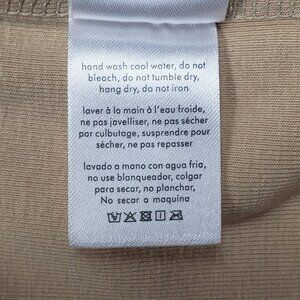 hand wash cool water, do not
bleach, do not tumble dry,
hang dry, do not iron
laver à la main à l'eau froide,
ne pas javelliser, ne pas sécher
par culbutage, suspendre pour
sécher, ne pas repasser
lavado a mano con agua fria,
no use blanqueador, colgar
para secar, no planchar,
No secar a maquina